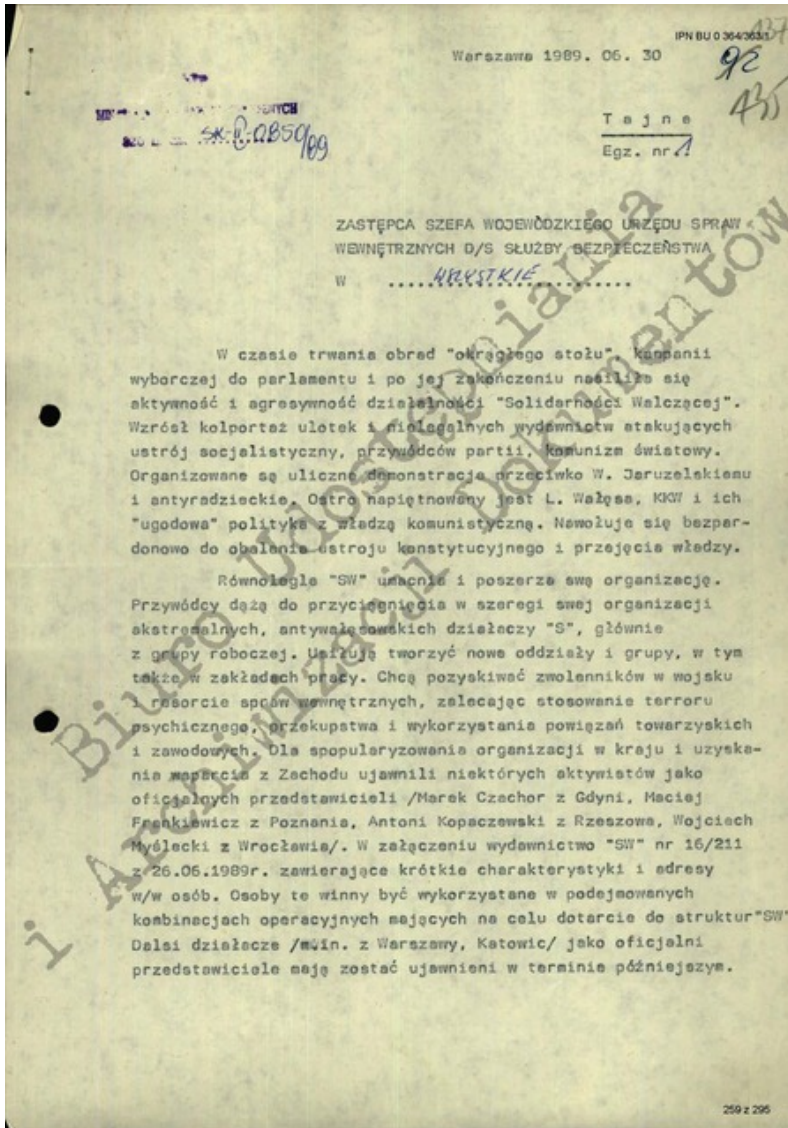 IPN BU 0 364/363/1
137
Warszawa 1989. 06. 30
92
435
SK-II-0850/89
T a j n e
Egz. nr 1
ZASTĘPCA SZEFA WOJEWÓDZKIEGO URZĘDU SPRAW
WEWNĘTRZNYCH D/S SŁUŻBY BEZPIECZEŃSTWA
W WSZYSTKIE
W czasie trwania obrad "okrągłego stołu", kampanii
wyborczej do parlamentu i po jej zakończeniu nasiliła się
aktywność i agresywność działalności "Solidarności Walczącej".
Wzrósł kolportaż ulotek i nielegalnych wydawnictw atakujących
ustrój socjalistyczny, przywódców partii, komunizm światowy.
Organizowane są uliczne demonstracje przeciwko W. Jaruzelskiemu
i antyradzieckie. Ostro napiętnowany jest L. Wałęsa, KKW i ich
"ugodowa" polityka z władzą komunistyczną. Nawołuje się bezpar-
donowo do obalenia ustroju konstytucyjnego i przejęcia władzy.
Równolegle "SW" umacnia i poszerza swą organizację.
Przywódcy dążą do przyciągnięcia w szeregi swej organizacji
ekstremalnych, antywałęsowskich działaczy "S", głównie
z grupy roboczej. Usiłują tworzyć nowe oddziały i grupy, w tym
także w zakładach pracy. Chcą pozyskiwać zwolenników w wojsku
i resorcie spraw wewnętrznych, zalecając stosowanie terroru
psychicznego, przekupstwa i wykorzystania powiązań towarzyskich
i zawodowych. Dla spopularyzowania organizacji w kraju i uzyska-
nia wsparcia z Zachodu ujawnili niektórych aktywistów jako
oficjalnych przedstawicieli /Marek Czachor z Gdyni, Maciej
Frankiewicz z Poznania, Antoni Kopaczewski z Rzeszowa, Wojciech
Myślecki z Wrocławia/. W załączeniu wydawnictwo "SW" nr 16/211
z 26.06.1989r. zawierające krótkie charakterystyki i adresy
w/w osób. Osoby te winny być wykorzystane w podejmowanych
kombinacjach operacyjnych mających na celu dotarcie do struktur "SW"
Dalsi działacze /m.in. z Warszawy, Katowic/ jako oficjalni
przedstawiciele mają zostać ujawnieni w terminie późniejszym.
Biuro Udostępniania
i Archiwizacji Dokumentów
259 z 295